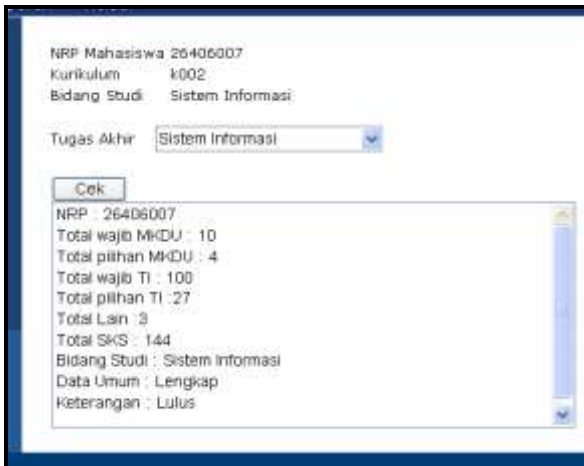 NRP Mahasiswa 26406007
Kurikulum k002
Bidang Studi Sistem Informasi
Tugas Akhir Sistem Informasi
Cek
NRP : 26406007
Total wajib MKDU : 10
Total pilihan MKDU : 4
Total wajib TI : 100
Total pilihan TI :27
Total Lain :3
Total SKS : 144
Bidang Studi : Sistem Informasi
Data Umum : Lengkap
Keterangan : Lulus